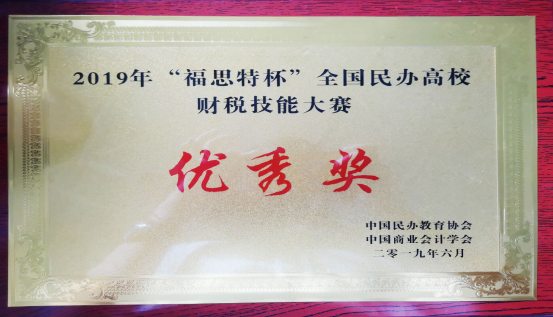 2019年“福思特杯”全国民办高校
财税技能大赛
优秀奖
中国民办教育协会
中国商业会计学会
二零一九年六月